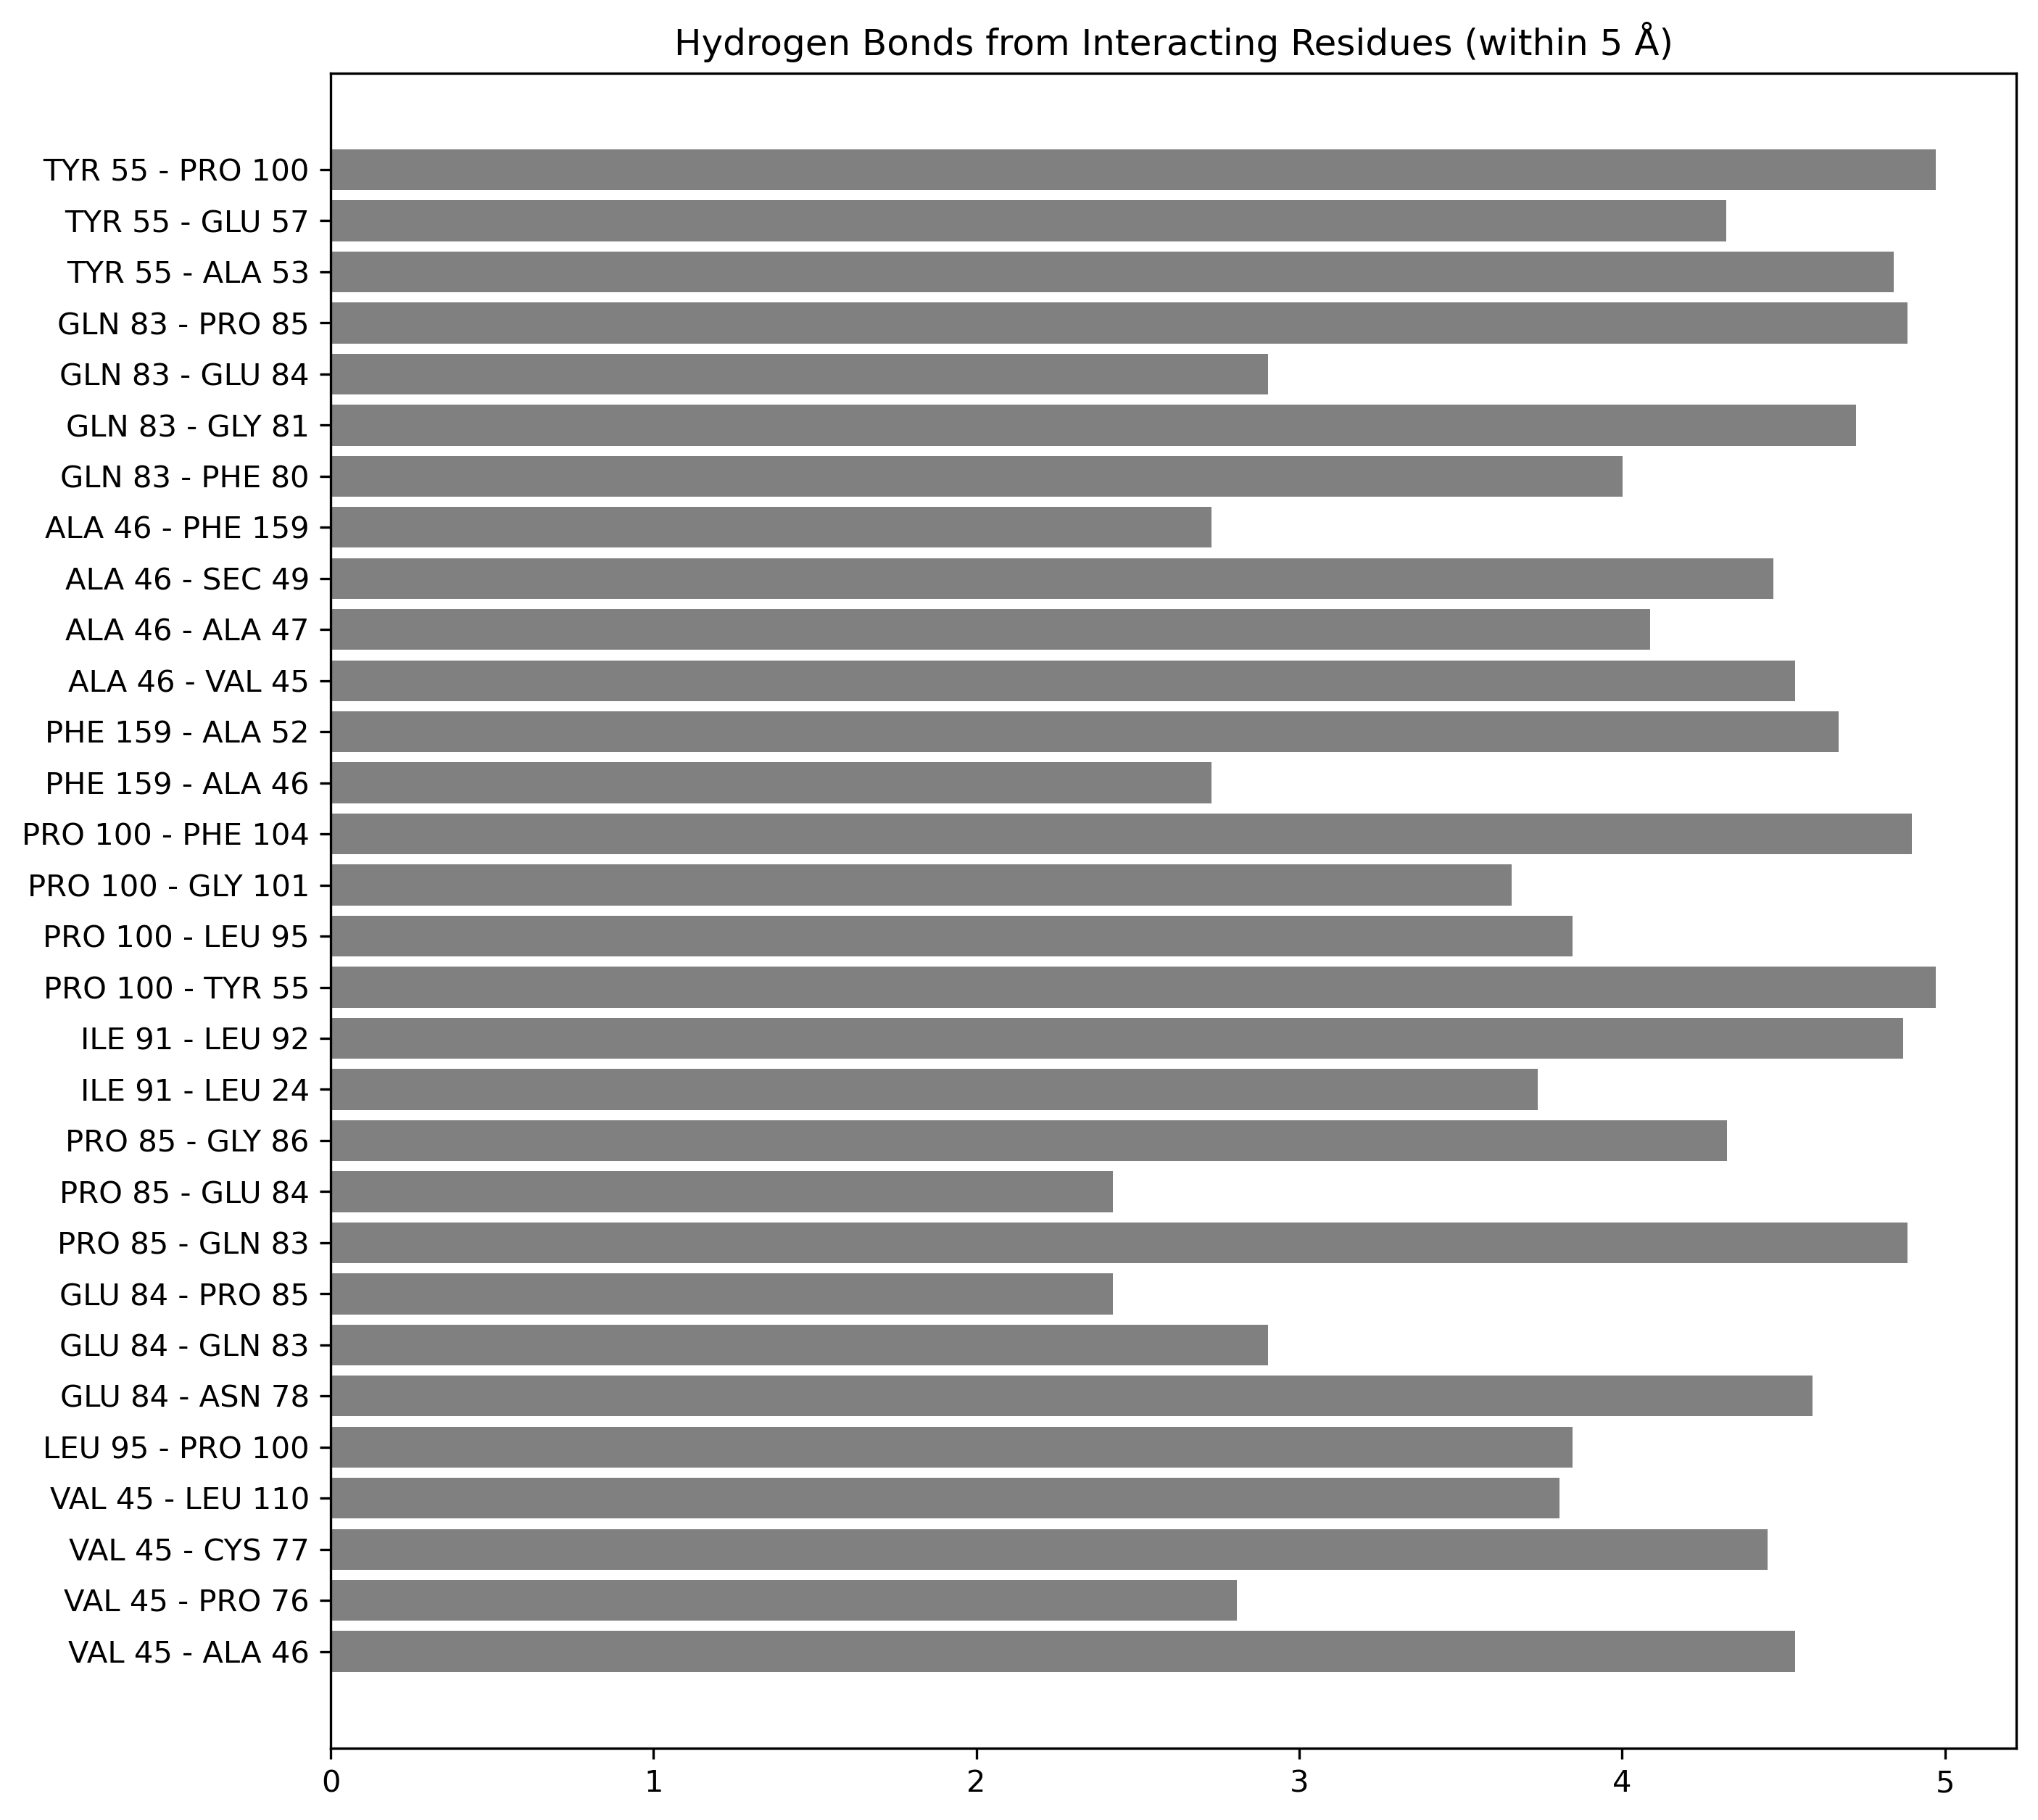 Hydrogen Bonds from Interacting Residues (within 5 Å)
TYR 55 - PRO 100
TYR 55 - GLU 57
TYR 55 - ALA 53
GLN 83 - PRO 85
GLN 83 - GLU 84
GLN 83 - GLY 81
GLN 83 - PHE 80
ALA 46 - PHE 159
ALA 46 - SEC 49
ALA 46 - ALA 47
ALA 46 - VAL 45
PHE 159 - ALA 52
PHE 159 - ALA 46
PRO 100 - PHE 104
PRO 100 - GLY 101
PRO 100 - LEU 95
PRO 100 - TYR 55
ILE 91 - LEU 92
ILE 91 - LEU 24
PRO 85 - GLY 86
PRO 85 - GLU 84
PRO 85 - GLN 83
GLU 84 - PRO 85
GLU 84 - GLN 83
GLU 84 - ASN 78
LEU 95 - PRO 100
VAL 45 - LEU 110
VAL 45 - CYS 77
VAL 45 - PRO 76
VAL 45 - ALA 46
0 1 2 3 4 5